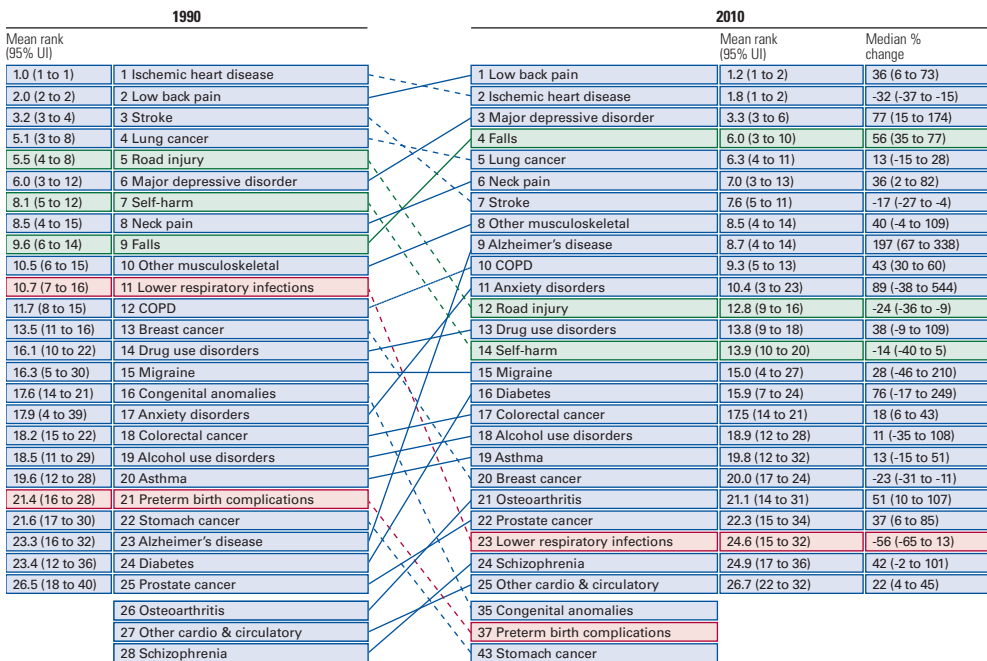 1990
2010
Mean rank
(95% UI)
Mean rank
(95% UI)
Median %
change
1.0 (1 to 1) 1 Ischemic heart disease 1 Low back pain 1.2 (1 to 2) 36 (6 to 73)
2.0 (2 to 2) 2 Low back pain 2 Ischemic heart disease 1.8 (1 to 2) -32 (-37 to -15)
3.2 (3 to 4) 3 Stroke 3 Major depressive disorder 3.3 (3 to 6) 77 (15 to 174)
5.1 (3 to 8) 4 Lung cancer 4 Falls 6.0 (3 to 10) 56 (35 to 77)
5.5 (4 to 8) 5 Road injury 5 Lung cancer 6.3 (4 to 11) 13 (-15 to 28)
6.0 (3 to 12) 6 Major depressive disorder 6 Neck pain 7.0 (3 to 13) 36 (2 to 82)
8.1 (5 to 12) 7 Self-harm 7 Stroke 7.6 (5 to 11) -17 (-27 to -4)
8.5 (4 to 15) 8 Neck pain 8 Other musculoskeletal 8.5 (4 to 14) 40 (-4 to 109)
9.6 (6 to 14) 9 Falls 9 Alzheimer's disease 8.7 (4 to 14) 197 (67 to 338)
10.5 (6 to 15) 10 Other musculoskeletal 10 COPD 9.3 (5 to 13) 43 (30 to 60)
10.7 (7 to 16) 11 Lower respiratory infections 11 Anxiety disorders 10.4 (3 to 23) 89 (-38 to 544)
11.7 (8 to 15) 12 COPD 12 Road injury 12.8 (9 to 16) -24 (-36 to -9)
13.5 (11 to 16) 13 Breast cancer 13 Drug use disorders 13.8 (9 to 18) 38 (-9 to 109)
16.1 (10 to 22) 14 Drug use disorders 14 Self-harm 13.9 (10 to 20) -14 (-40 to 5)
16.3 (5 to 30) 15 Migraine 15 Migraine 15.0 (4 to 27) 28 (-46 to 210)
17.6 (14 to 21) 16 Congenital anomalies 16 Diabetes 15.9 (7 to 24) 76 (-17 to 249)
17.9 (4 to 39) 17 Anxiety disorders 17 Colorectal cancer 17.5 (14 to 21) 18 (6 to 43)
18.2 (15 to 22) 18 Colorectal cancer 18 Alcohol use disorders 18.9 (12 to 28) 11 (-35 to 108)
18.5 (11 to 29) 19 Alcohol use disorders 19 Asthma 19.8 (12 to 32) 13 (-15 to 51)
19.6 (12 to 28) 20 Asthma 20 Breast cancer 20.0 (17 to 24) -23 (-31 to -11)
21.4 (16 to 28) 21 Preterm birth complications 21 Osteoarthritis 21.1 (14 to 31) 51 (10 to 107)
21.6 (17 to 30) 22 Stomach cancer 22 Prostate cancer 22.3 (15 to 34) 37 (6 to 85)
23.3 (16 to 32) 23 Alzheimer's disease 23 Lower respiratory infections 24.6 (15 to 32) -56 (-65 to 13)
23.4 (12 to 36) 24 Diabetes 24 Schizophrenia 24.9 (17 to 36) 42 (-2 to 101)
26.5 (18 to 40) 25 Prostate cancer 25 Other cardio & circulatory 26.7 (22 to 32) 22 (4 to 45)
26 Osteoarthritis 35 Congenital anomalies
27 Other cardio & circulatory 37 Preterm birth complications
28 Schizophrenia 43 Stomach cancer